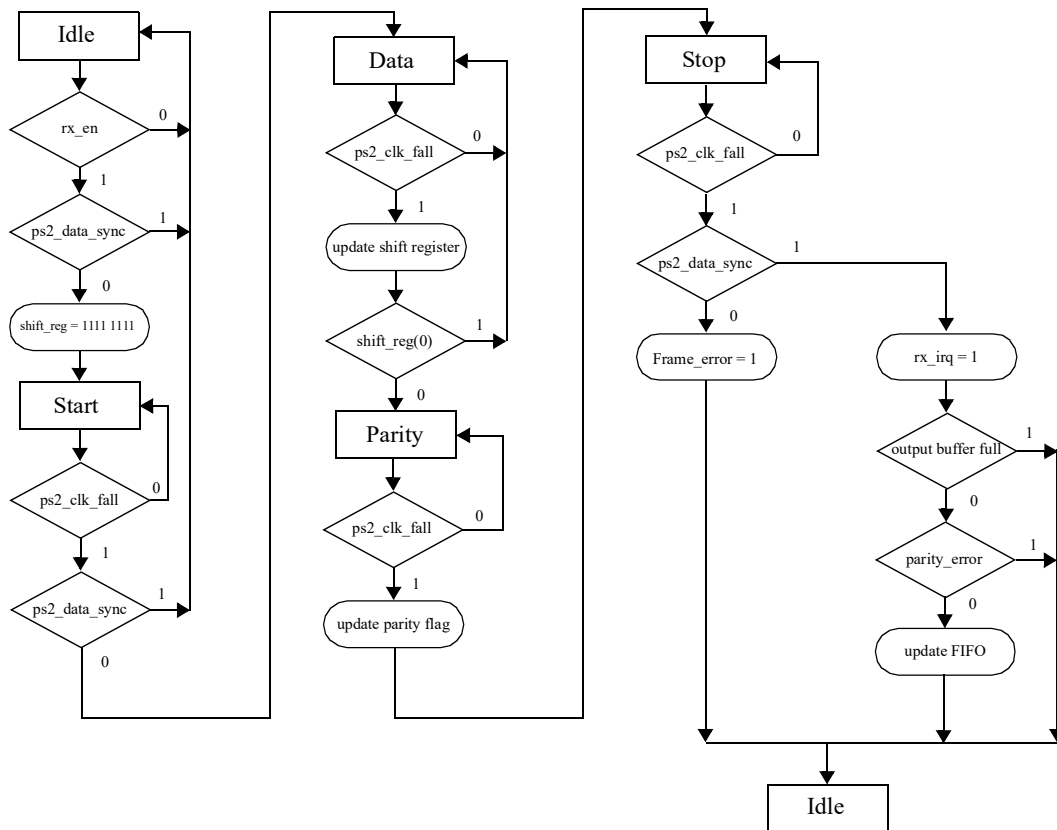 Idle
rx_en
0
1
ps2_data_sync
1
0
shift_reg = 1111 1111
Start
ps2_clk_fall
0
1
ps2_data_sync
1
0
Data
ps2_clk_fall
0
1
update shift register
shift_reg(0)
1
0
Parity
ps2_clk_fall
0
1
update parity flag
Stop
ps2_clk_fall
0
1
ps2_data_sync
1
0
Frame_error = 1
rx_irq = 1
output buffer full
1
0
parity_error
1
0
update FIFO
Idle